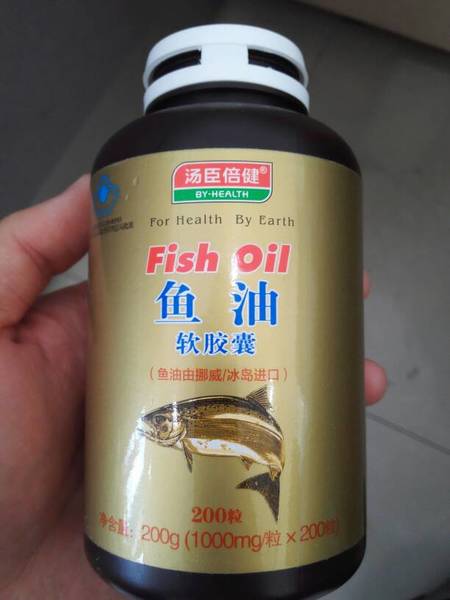 汤臣倍健®
BY-HEALTH
For Health By Earth
Fish Oil
鱼油
软胶囊
(鱼油由挪威/冰岛进口)
200粒
净含量: 200g (1000mg/粒×200粒)